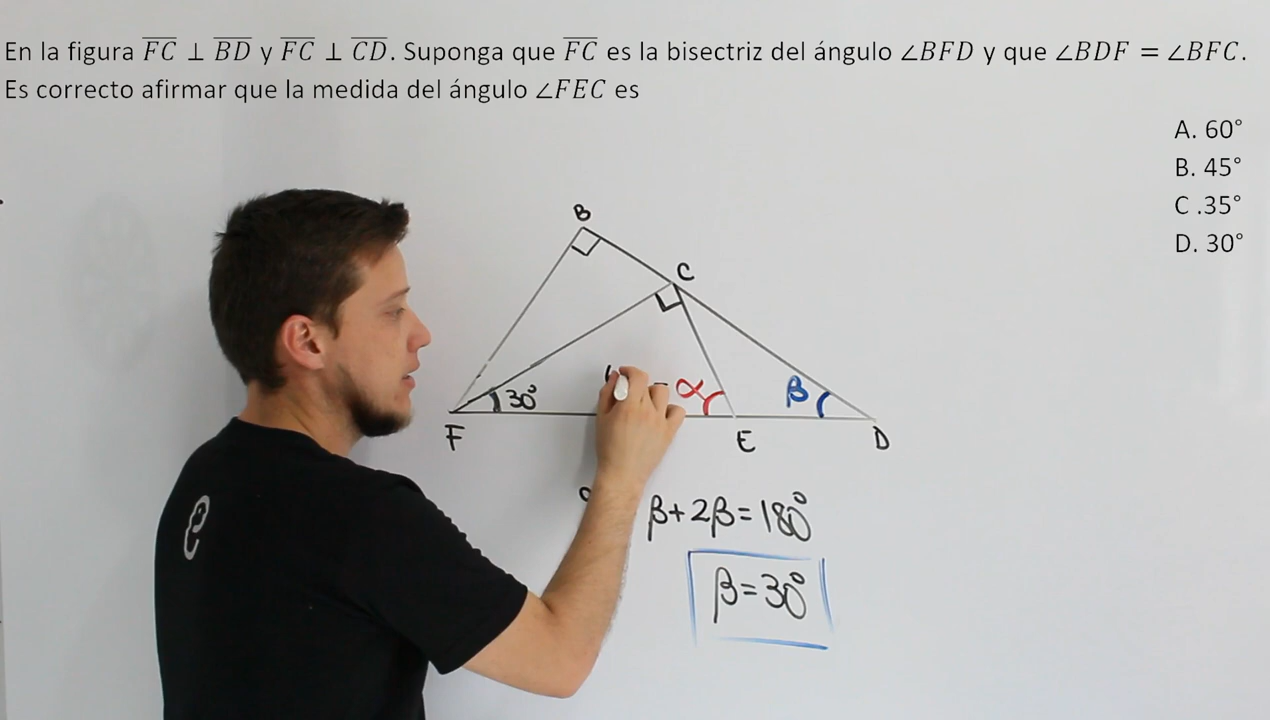 En la figura FC ⊥ BD y FC ⊥ CD. Suponga que FC es la bisectriz del ángulo ∠BFD y que ∠BDF = ∠BFC.
Es correcto afirmar que la medida del ángulo ∠FEC es
A. 60°
B. 45°
C .35°
D. 30°
B
C
30°
α
β
F
E
D
β+2β=180°
β=30°
e